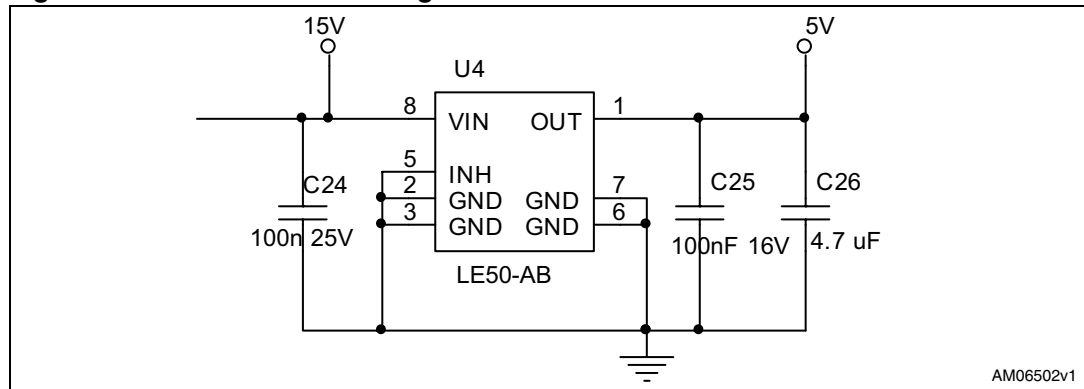 15V
5V
U4
8
VIN
OUT
1
5
INH
2
GND
GND
7
3
GND
GND
6
C24
100n 25V
C25
100nF 16V
C26
4.7 uF
LE50-AB
AM06502v1